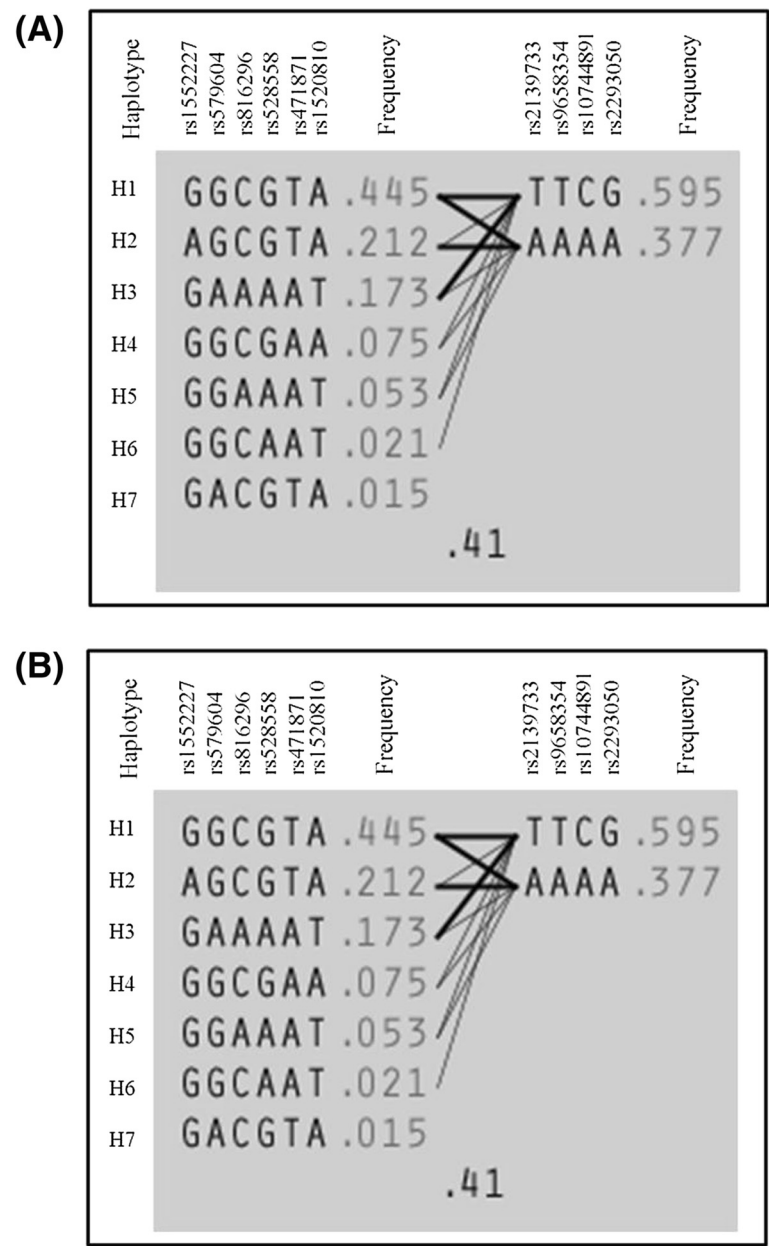 (A)
Haplotype rs1552227 rs579604 rs816296 rs528558 rs471871 rs1520810 Frequency rs2139733 rs9658354 rs10744891 rs2293050 Frequency
H1 GGCGTA .445 TTCG .595
H2 AGCGTA .212 AAAA .377
H3 GAAAAT .173
H4 GGCGAA .075
H5 GGAAAT .053
H6 GGCAAT .021
H7 GACGTA .015
.41
(B)
Haplotype rs1552227 rs579604 rs816296 rs528558 rs471871 rs1520810 Frequency rs2139733 rs9658354 rs10744891 rs2293050 Frequency
H1 GGCGTA .445 TTCG .595
H2 AGCGTA .212 AAAA .377
H3 GAAAAT .173
H4 GGCGAA .075
H5 GGAAAT .053
H6 GGCAAT .021
H7 GACGTA .015
.41